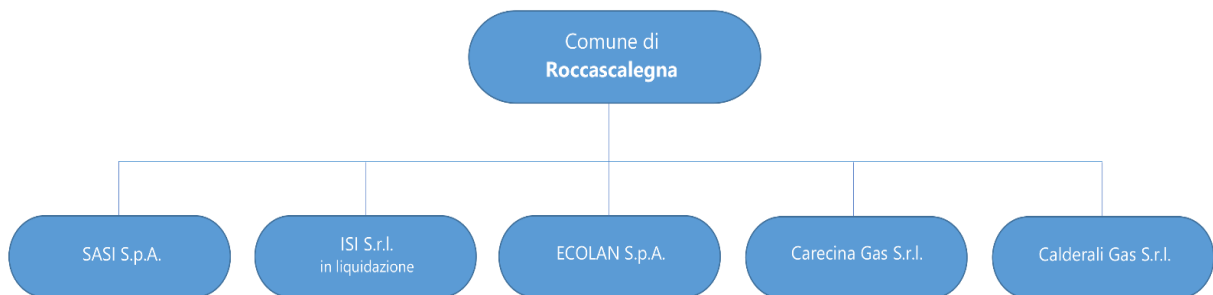 Comune di
Roccascalegna
SASI S.p.A.
ISI S.r.l.
in liquidazione
ECOLAN S.p.A.
Carecina Gas S.r.l.
Calderali Gas S.r.l.